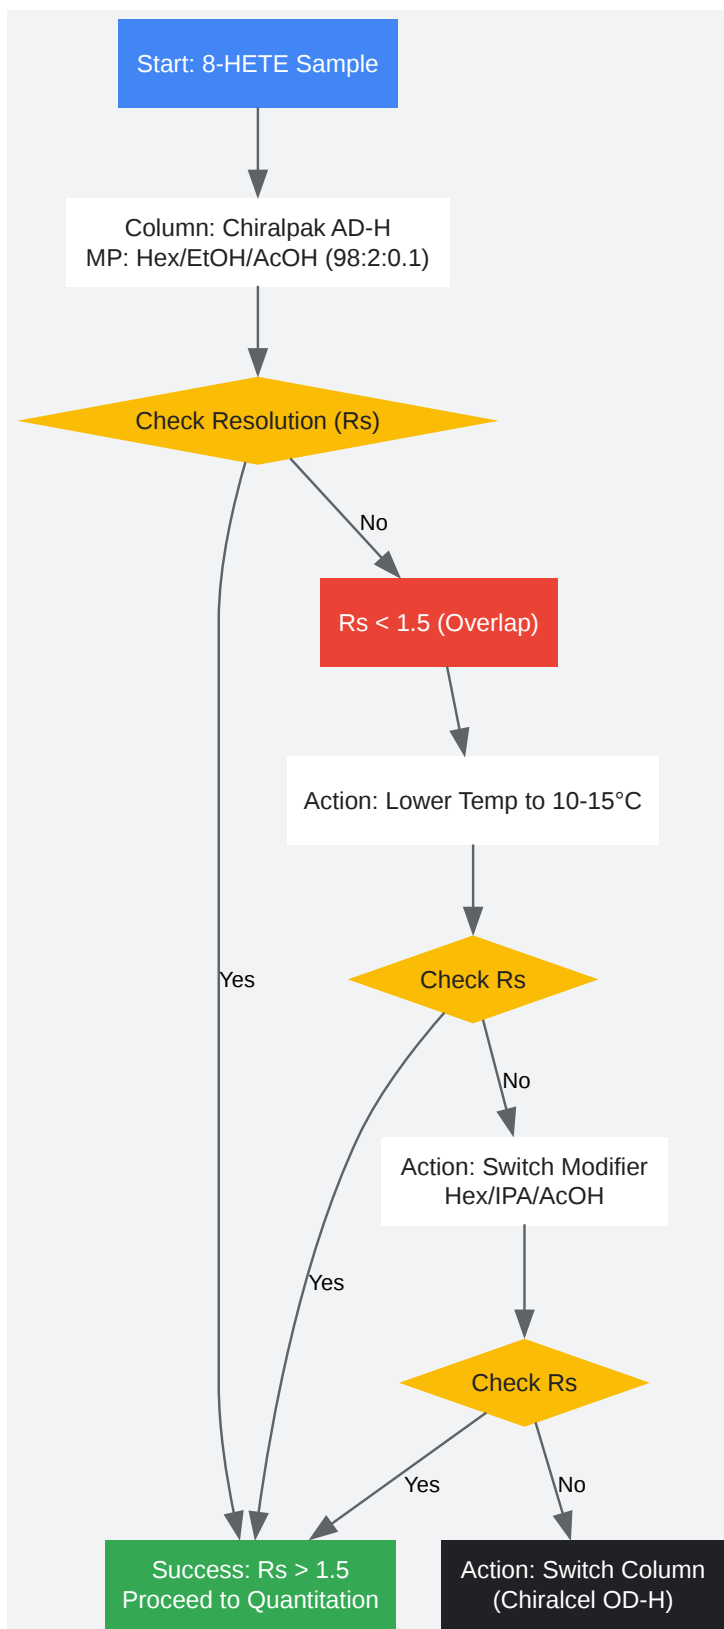 Start: 8-HETE Sample
Column: Chiralpak AD-H
MP: Hex/EtOH/AcOH (98:2:0.1)
Check Resolution (Rs)
No
Rs < 1.5 (Overlap)
Action: Lower Temp to 10-15°C
Yes
Check Rs
No
Action: Switch Modifier
Hex/IPA/AcOH
Yes
Check Rs
Yes
No
Success: Rs > 1.5
Proceed to Quantitation
Action: Switch Column
(Chiralcel OD-H)